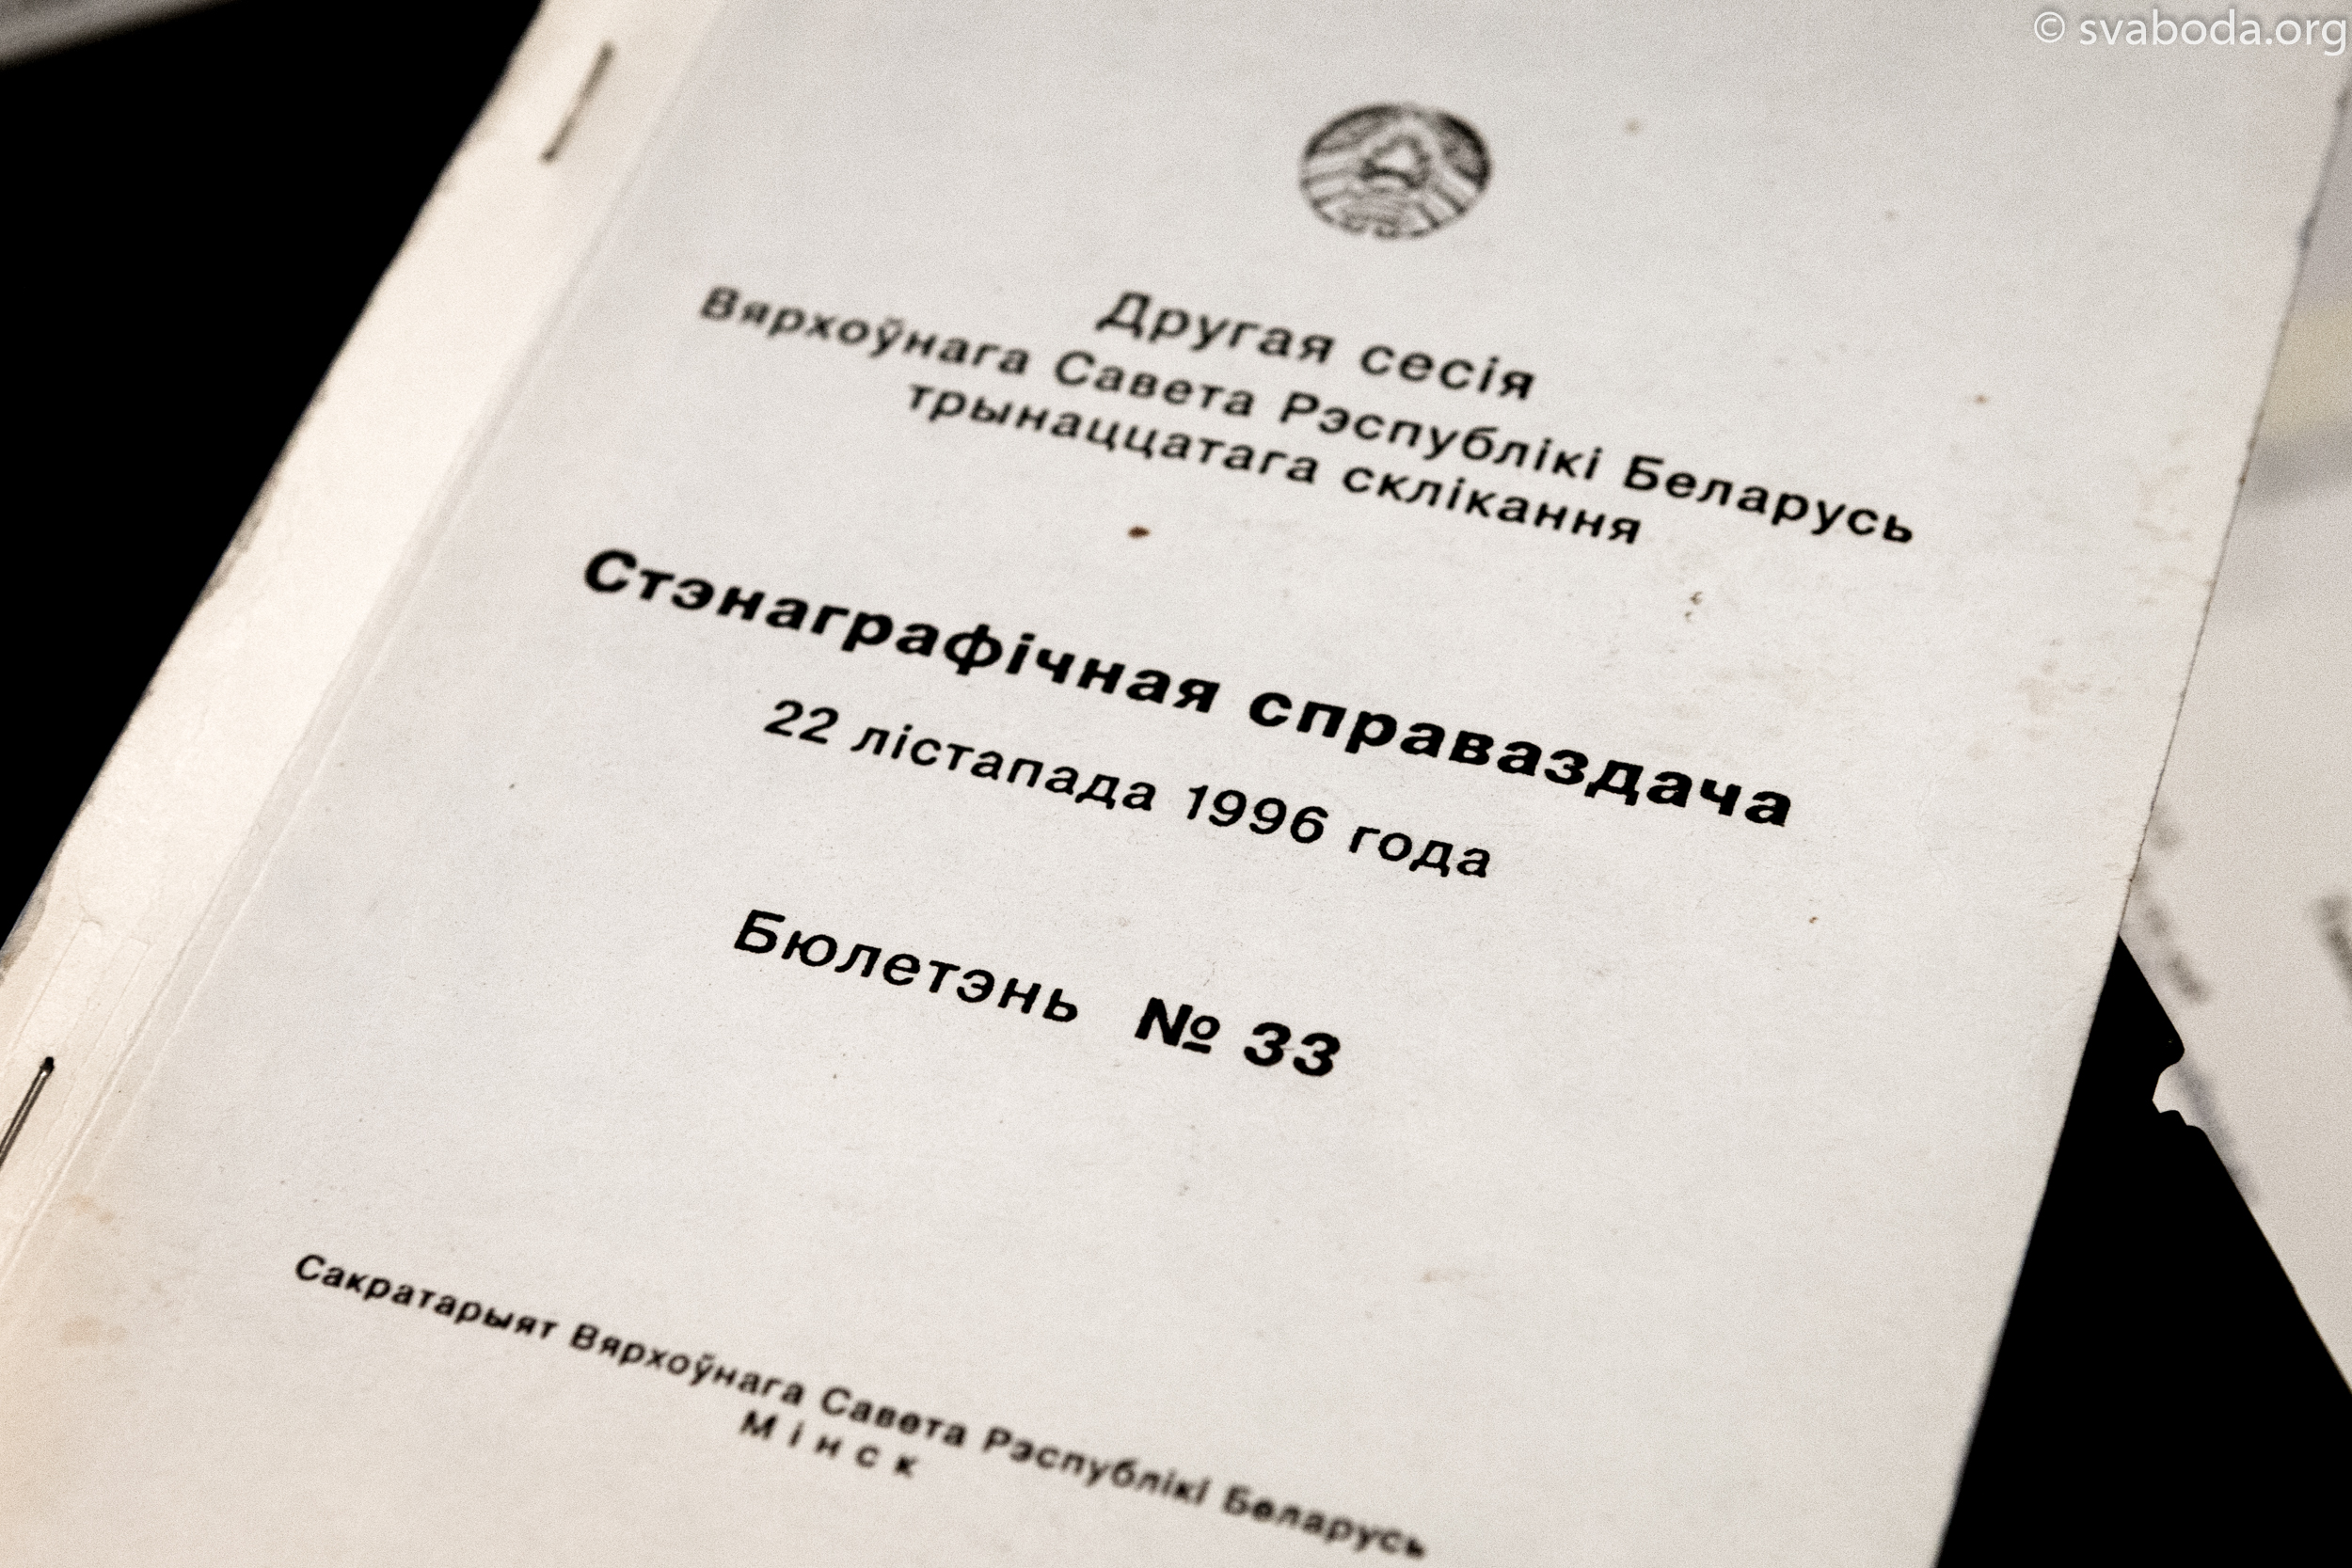 © svaboda.org
Другая сесія
Вярхоўнага Савета Рэспублікі Беларусь
трынаццатага склікання
Стэнаграфічная справаздача
22 лістапада 1996 года
Бюлетэнь № 33
Сакратарыят Вярхоўнага Савета Рэспублікі Беларусь
Мінск